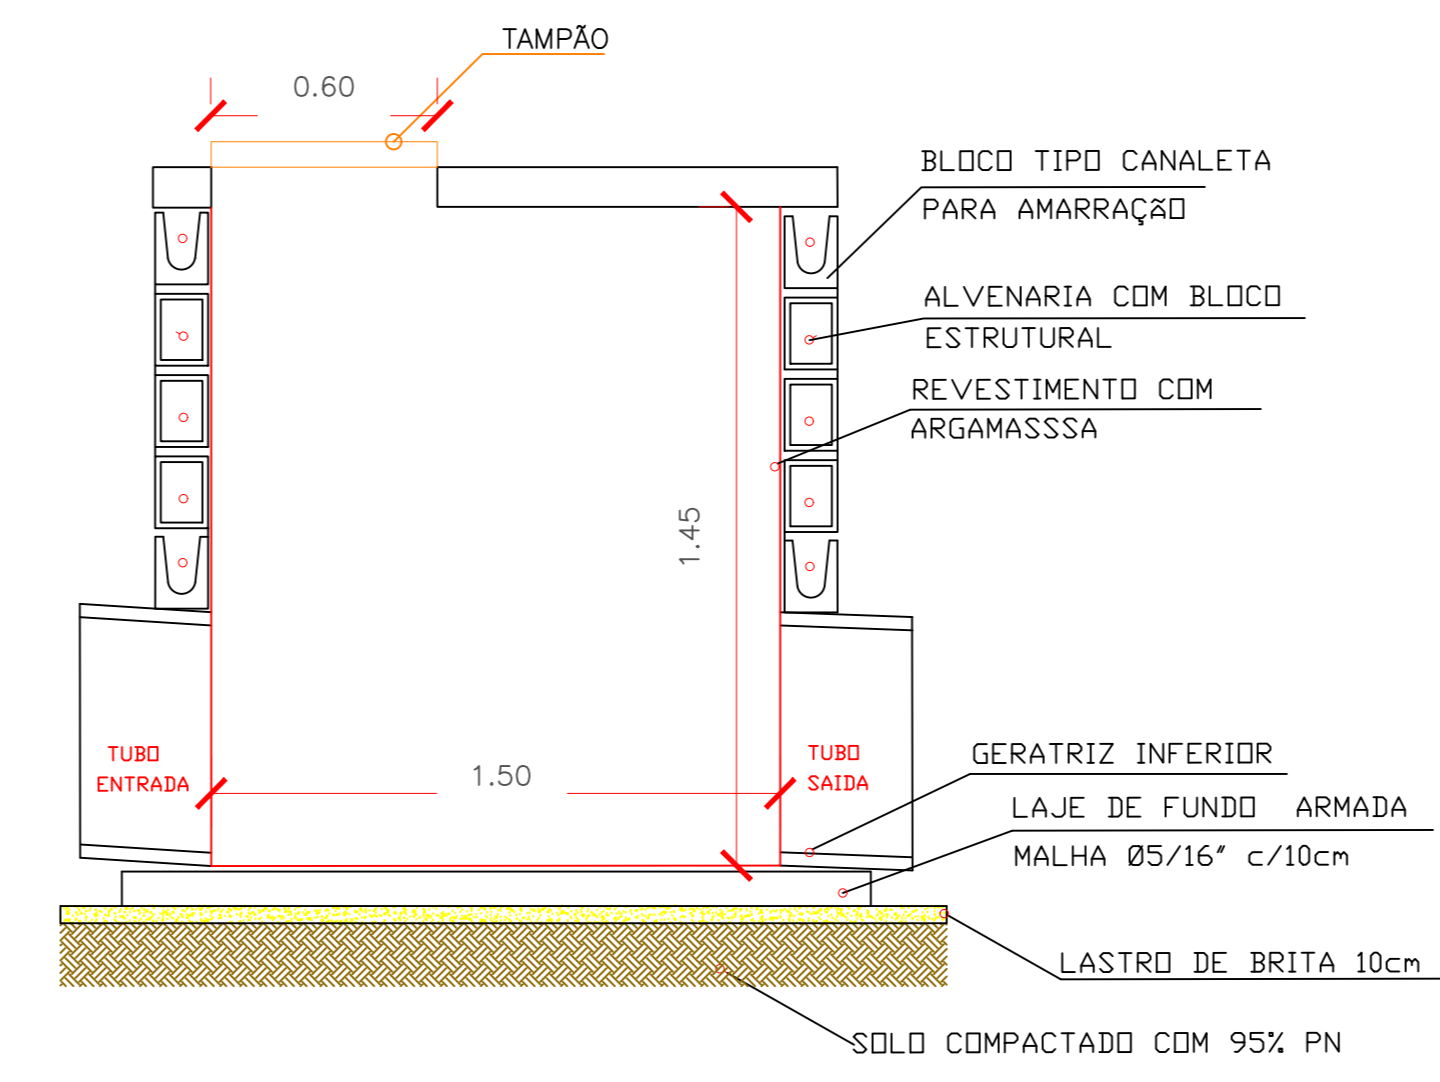 TAMPÃO
0.60
BLOCO TIPO CANALETA
PARA AMARRAÇÃO
ALVENARIA COM BLOCO
ESTRUTURAL
REVESTIMENTO COM
ARGAMASSSA
1.45
TUBO
ENTRADA
1.50
TUBO
SAIDA
GERATRIZ INFERIOR
LAJE DE FUNDO ARMADA
MALHA Ø5/16" c/10cm
LASTRO DE BRITA 10cm
SOLO COMPACTADO COM 95% PN